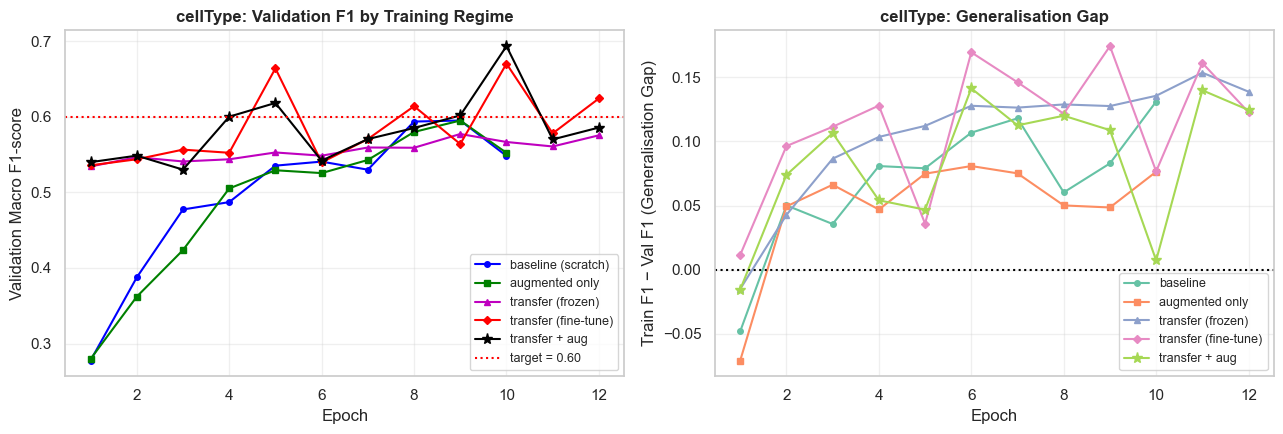 cellType: Validation F1 by Training Regime
Validation Macro F1-score
0.7
0.6
0.5
0.4
0.3
2 4 6 8 10 12
Epoch
baseline (scratch)
augmented only
transfer (frozen)
transfer (fine-tune)
transfer + aug
target = 0.60
cellType: Generalisation Gap
Train F1 − Val F1 (Generalisation Gap)
0.15
0.10
0.05
0.00
−0.05
2 4 6 8 10 12
Epoch
baseline
augmented only
transfer (frozen)
transfer (fine-tune)
transfer + aug